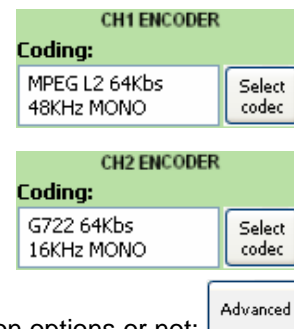 CH1 ENCODER
Coding:
MPEG L2 64Kbs
48KHz MONO
Select
codec
CH2 ENCODER
Coding:
G722 64Kbs
16KHz MONO
Select
codec
options or not:
Advanced